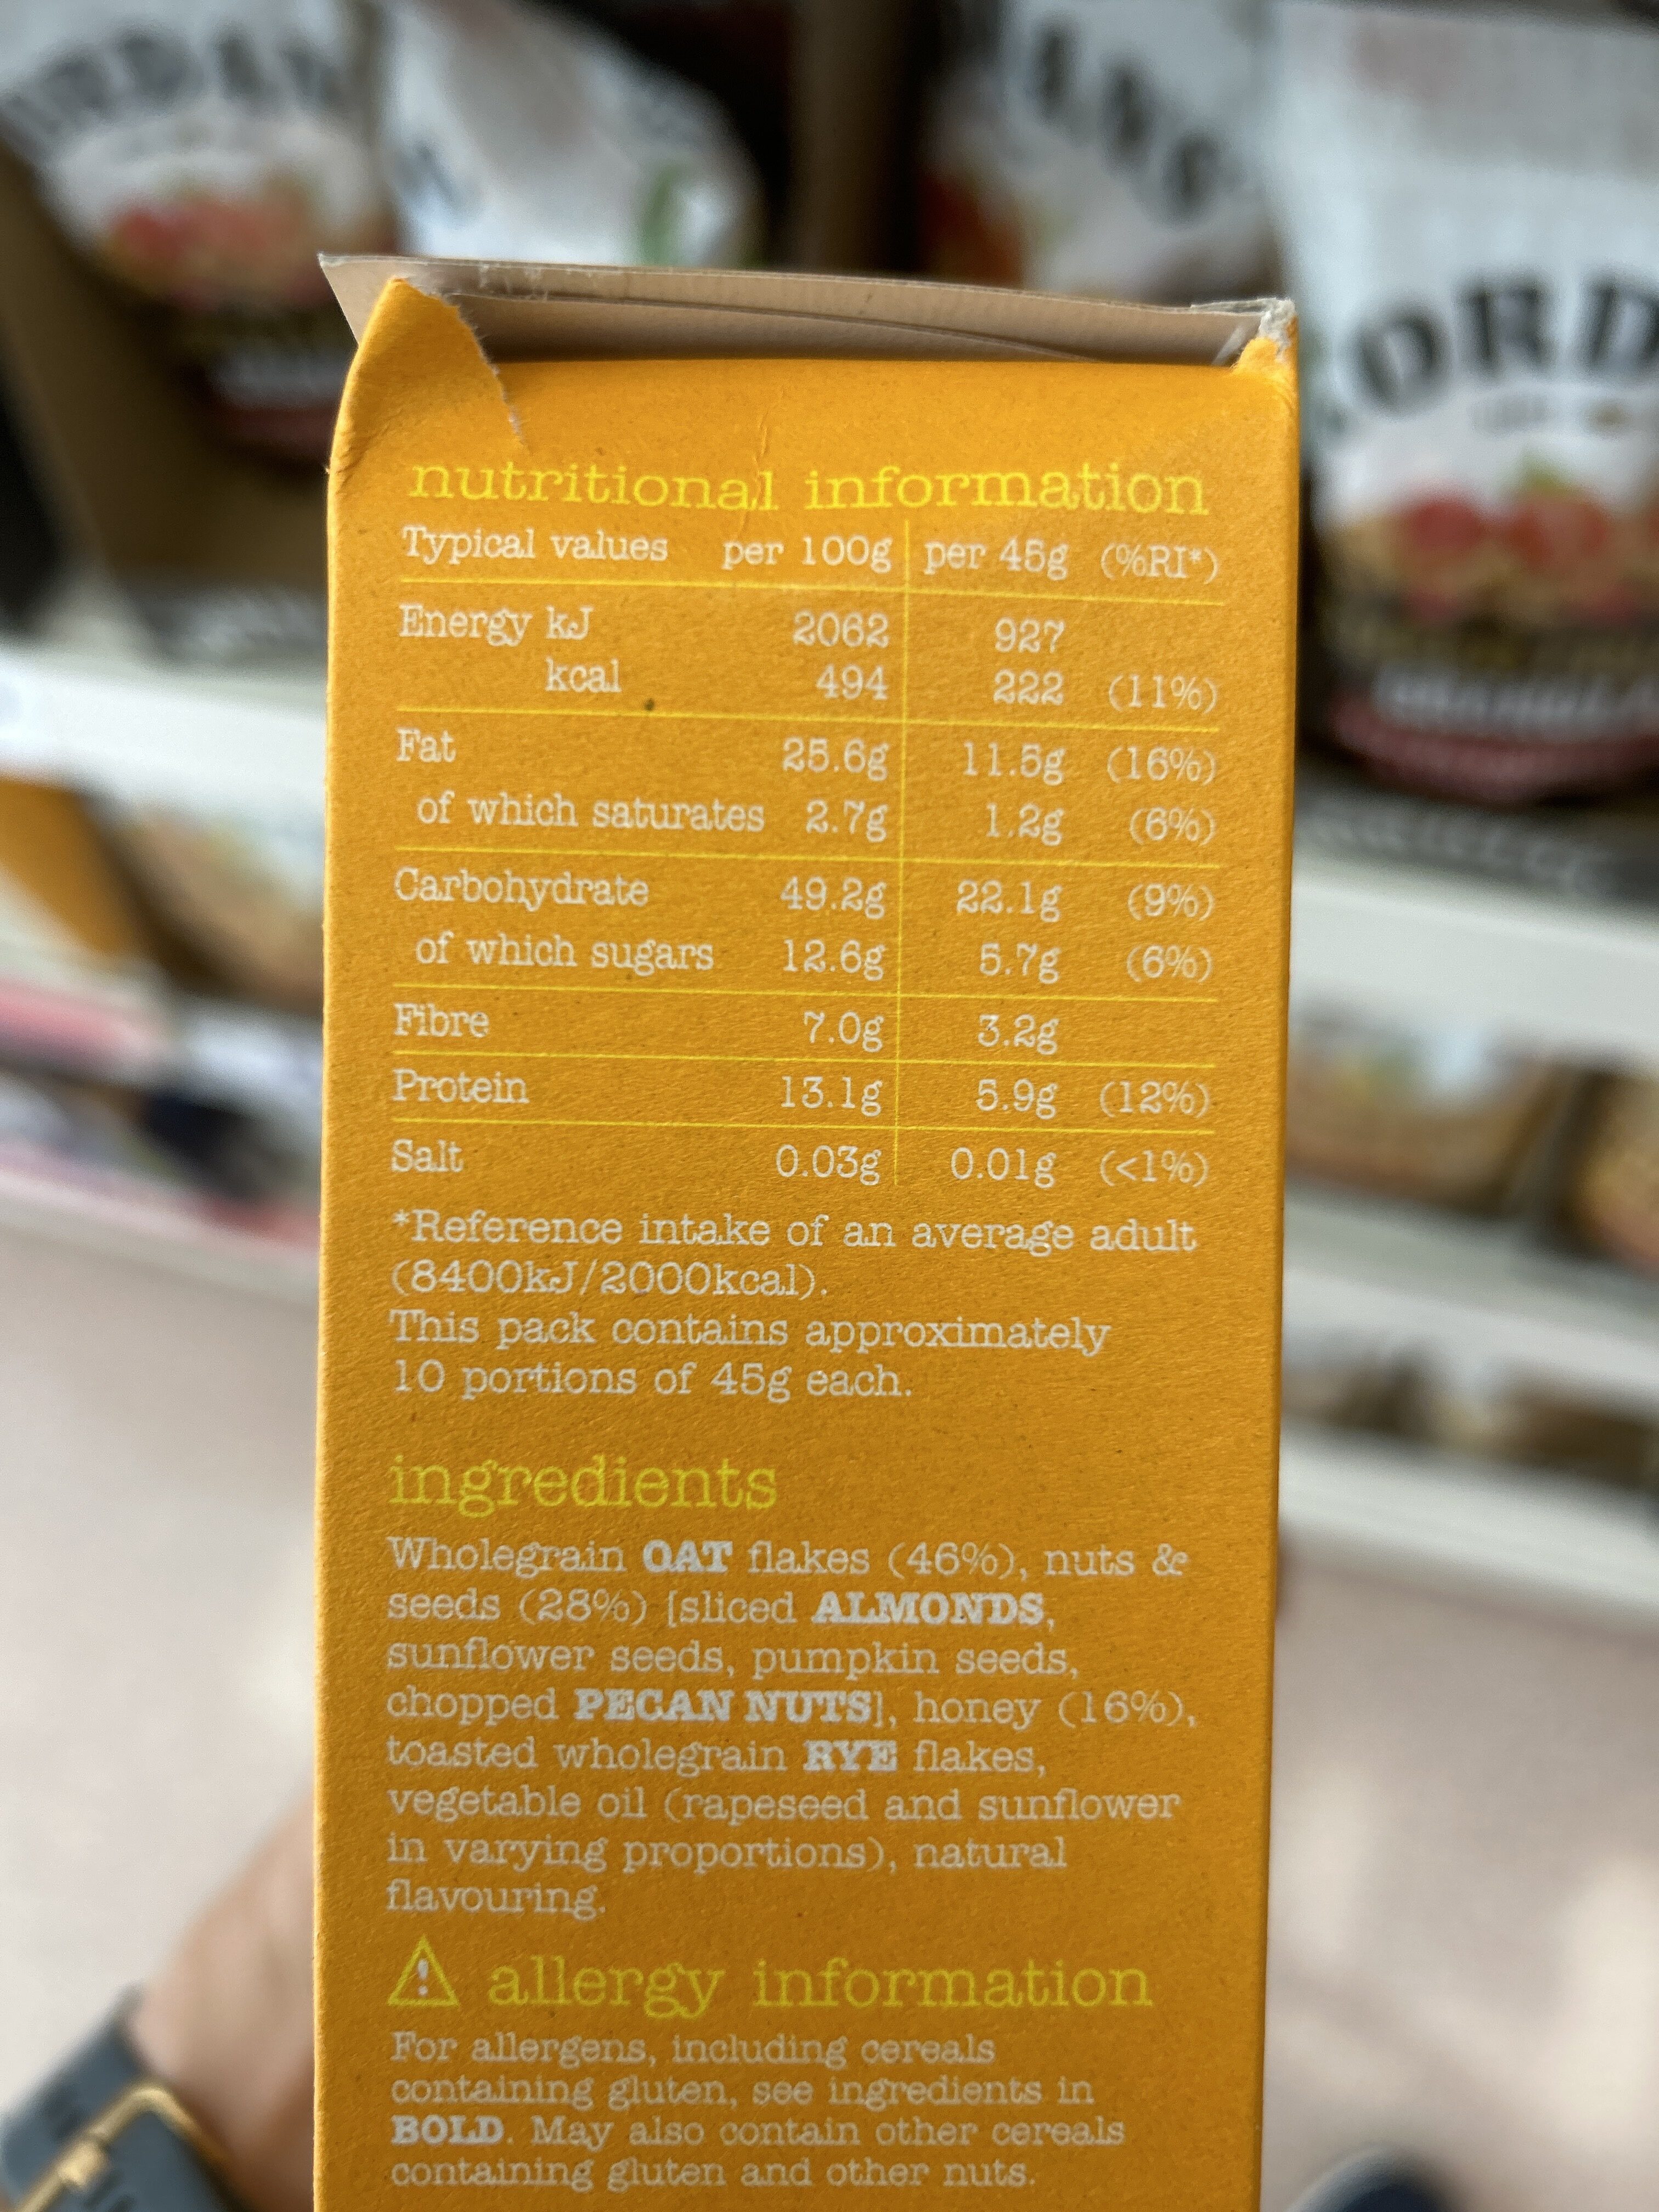 nutritional information
Typical values per 100g per 45g (%RI*)
Energy kJ 2062 927
kcal 494 222 (11%)
Fat 25.6g 11.5g (16%)
of which saturates 2.7g 1.2g (6%)
Carbohydrate 49.2g 22.1g (9%)
of which sugars 12.6g 5.7g (6%)
Fibre 7.0g 3.2g
Protein 13.1g 5.9g (12%)
Salt 0.03g 0.01g (<1%)
*Reference intake of an average adult
(8400kJ/2000kcal).
This pack contains approximately
10 portions of 45g each.
ingredients
Wholegrain OAT flakes (46%), nuts &
seeds (28%) [sliced ALMONDS,
sunflower seeds, pumpkin seeds,
chopped PECAN NUTS], honey (16%),
toasted wholegrain RYE flakes,
vegetable oil (rapeseed and sunflower
in varying proportions), natural
flavouring.
allergy information
For allergens, including cereals
containing gluten, see ingredients in
BOLD. May also contain other cereals
containing gluten and other nuts.